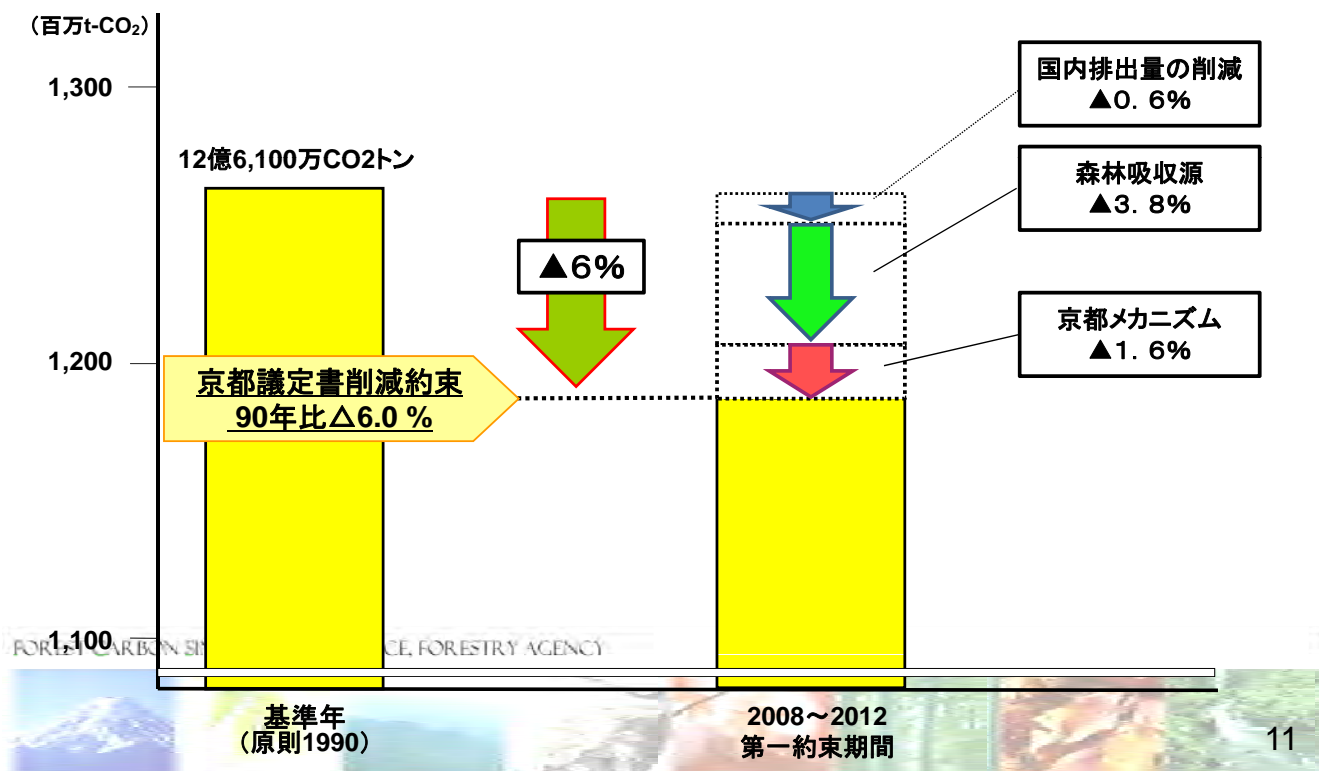 （百万t-CO₂）
1,300
1,200
1,100
12億6,100万CO2トン
▲６%
京都議定書削減約束
90年比△6.0 %
国内排出量の削減
▲０．６%
森林吸収源
▲３．８%
京都メカニズム
▲１．６%
CE, FORESTRY AGENCY
基準年
（原則1990）
2008～2012
第一約束期間
11